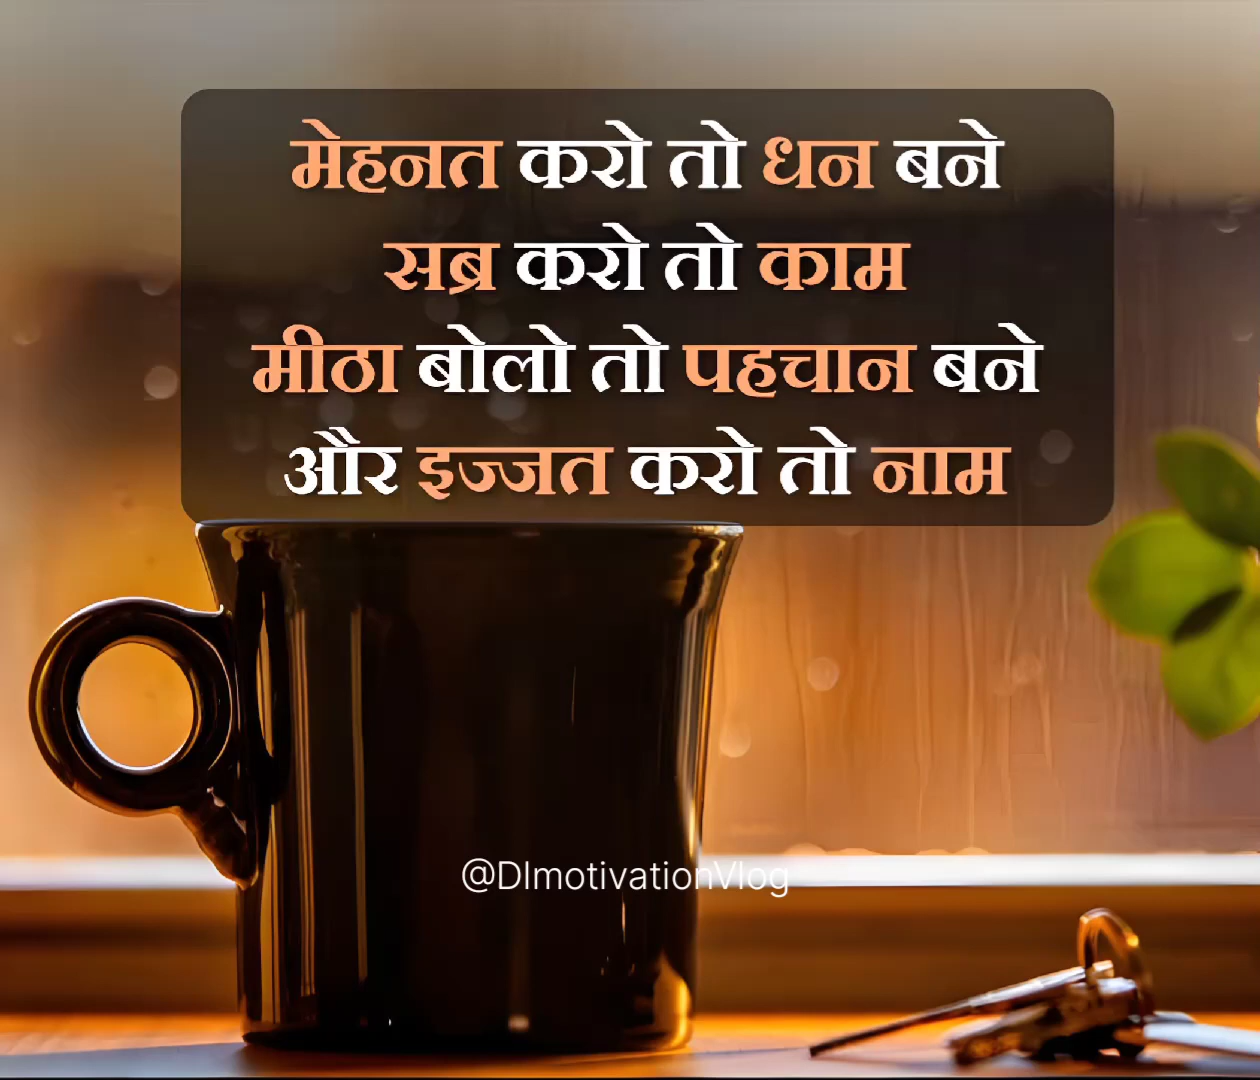 मेहनत करो तो धन बने
सब्र करो तो काम
मीठा बोलो तो पहचान बने
और इज्जत करो तो नाम
@DImotivationVlog